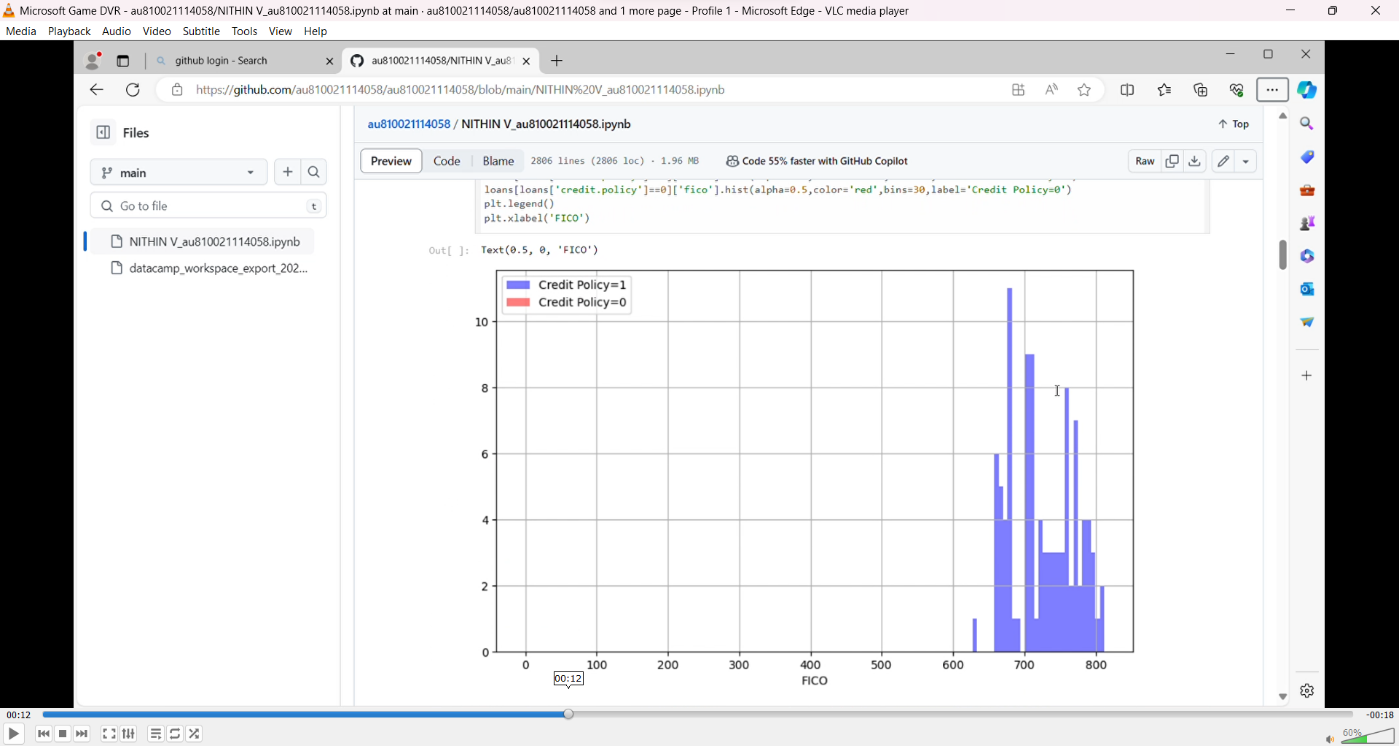 Microsoft Game DVR - au810021114058/NITHIN V_au810021114058.ipynb at main · au810021114058/au810021114058 and 1 more page - Profile 1 - Microsoft Edge - VLC media player
Media Playback Audio Video Subtitle Tools View Help
github login - Search
au810021114058/NITHIN V_au8
https://github.com/au810021114058/au810021114058/blob/main/NITHIN%20V_au810021114058.ipynb
Files
au810021114058 / NITHIN V_au810021114058.ipynb
Top
main
Preview Code Blame 2806 lines (2806 loc) · 1.96 MB Code 55% faster with GitHub Copilot Raw
Go to file t
NITHIN V_au810021114058.ipynb
datacamp_workspace_export_202...
loans[loans['credit.policy']==0]['fico'].hist(alpha=0.5,color='red',bins=30,label='Credit Policy=0')
plt.legend()
plt.xlabel('FICO')
Out[ ]: Text(0.5, 0, 'FICO')
Credit Policy=1
Credit Policy=0
10
8
6
4
2
0
0 100 200 300 400 500 600 700 800
FICO
00:12
00:12 -00:18
60%